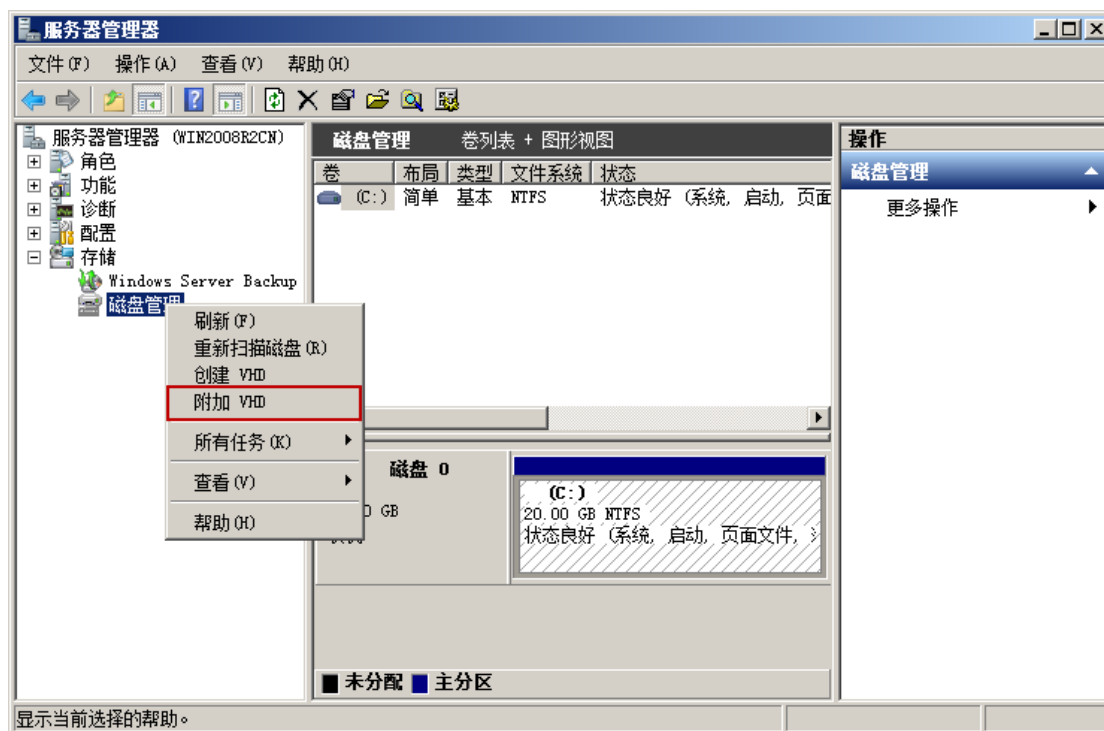 服务器管理器
文件(F) 操作(A) 查看(V) 帮助(H)
服务器管理器 (WIN2008R2CN)
角色
功能
诊断
配置
存储
Windows Server Backup
磁盘管理
磁盘管理 卷列表 + 图形视图
卷 布局 类型 文件系统 状态
(C:) 简单 基本 NTFS 状态良好 (系统, 启动, 页面
刷新(F)
重新扫描磁盘(R)
创建 VHD
附加 VHD
所有任务(K)
查看(V)
帮助(H)
磁盘 0
GB
(C:)
20.00 GB NTFS
状态良好 (系统, 启动, 页面文件,
未分配 主分区
操作
磁盘管理
更多操作
显示当前选择的帮助。